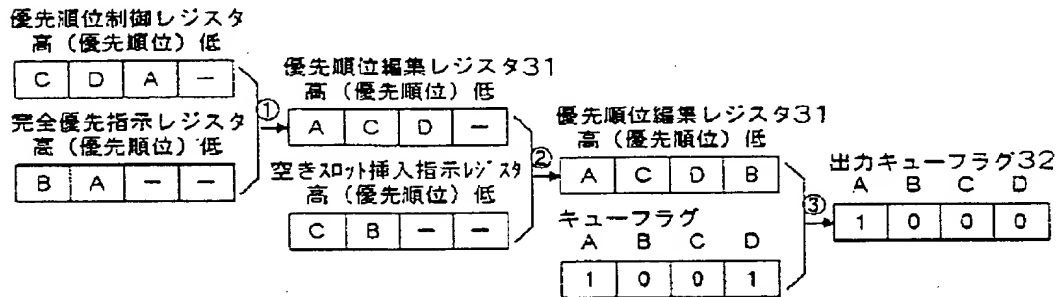 優先順位制御レジスタ
高（優先順位）低
C D A −
完全優先指示レジスタ
高（優先順位）低
B A − −
①
優先順位編集レジスタ31
高（優先順位）低
A C D −
空きスロット挿入指示レジスタ
高（優先順位）低
C B − −
②
優先順位編集レジスタ31
高（優先順位）低
A C D B
キューフラグ
A B C D
1 0 0 1
③
出力キューフラグ32
A B C D
1 0 0 0